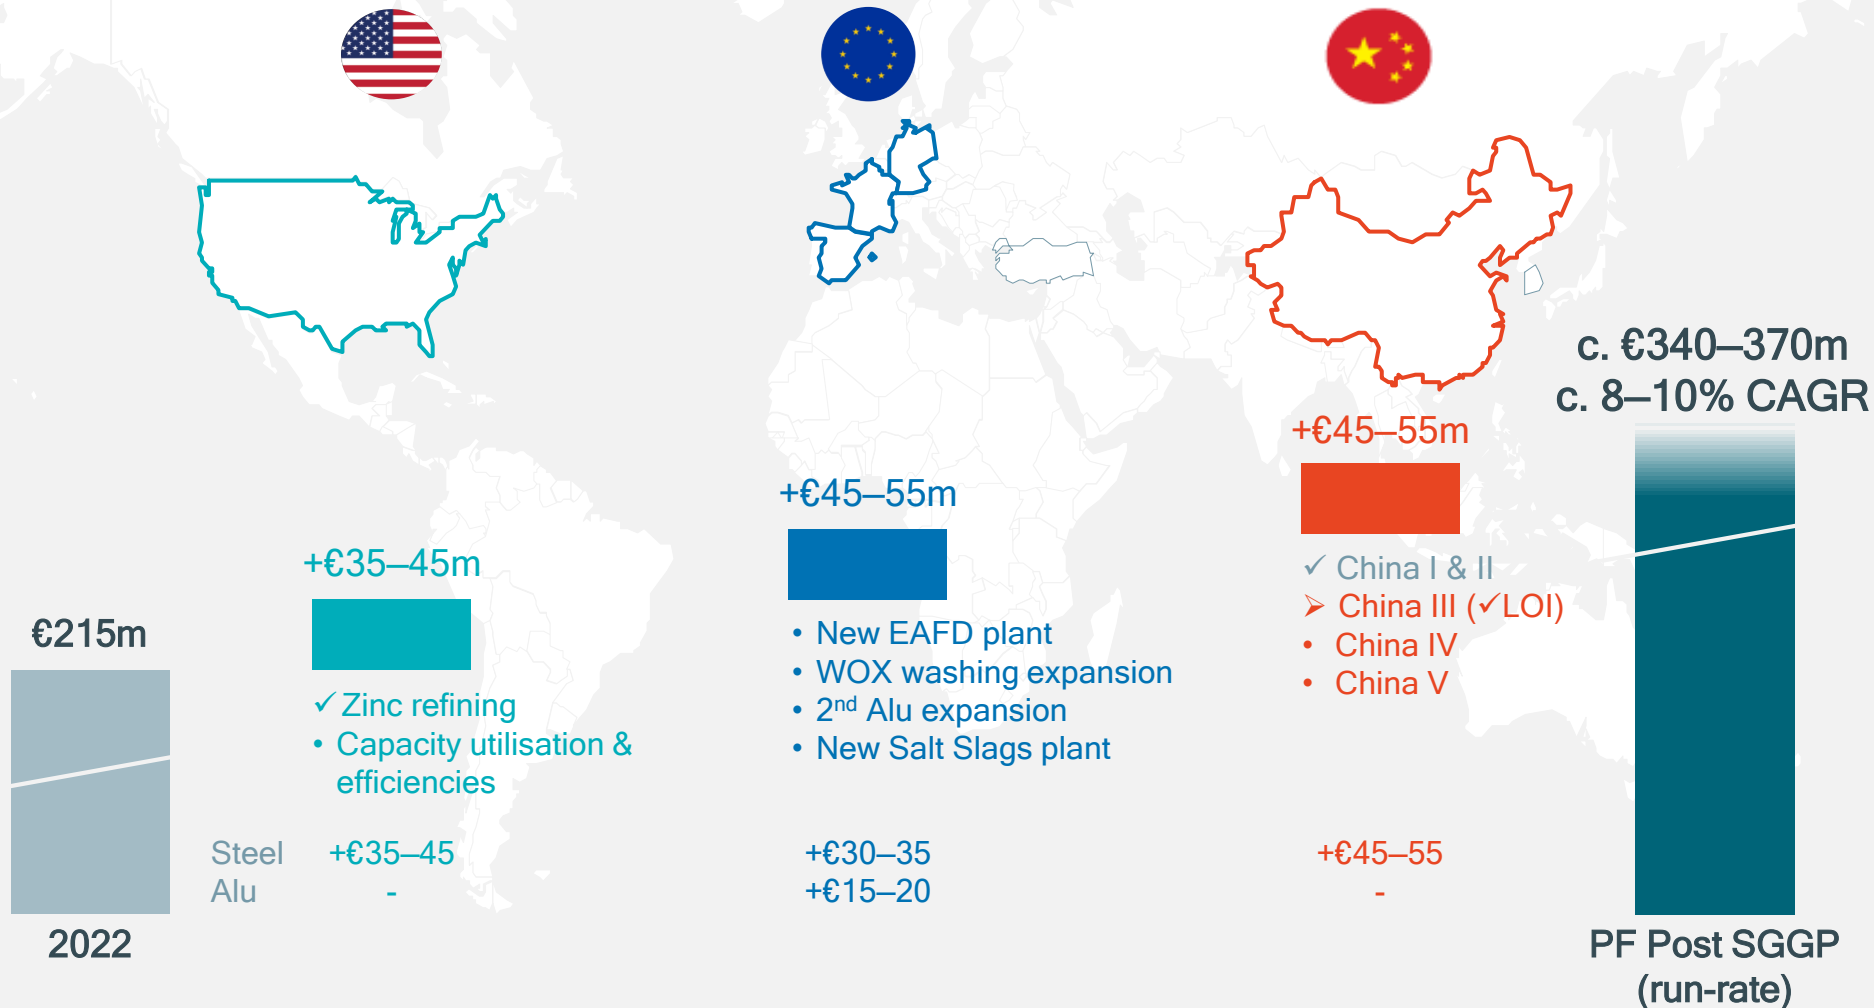 c. €340–370m
c. 8–10% CAGR
+€45–55m
+€45–55m
+€35–45m
€215m
✓ Zinc refining
• Capacity utilisation &
efficiencies
• New EAFD plant
• WOX washing expansion
• 2nd Alu expansion
• New Salt Slags plant
✓ China I & II
➢ China III (✓LOI)
• China IV
• China V
Steel +€35–45 +€30–35 +€45–55
Alu - +€15–20 -
2022
PF Post SGGP
(run-rate)